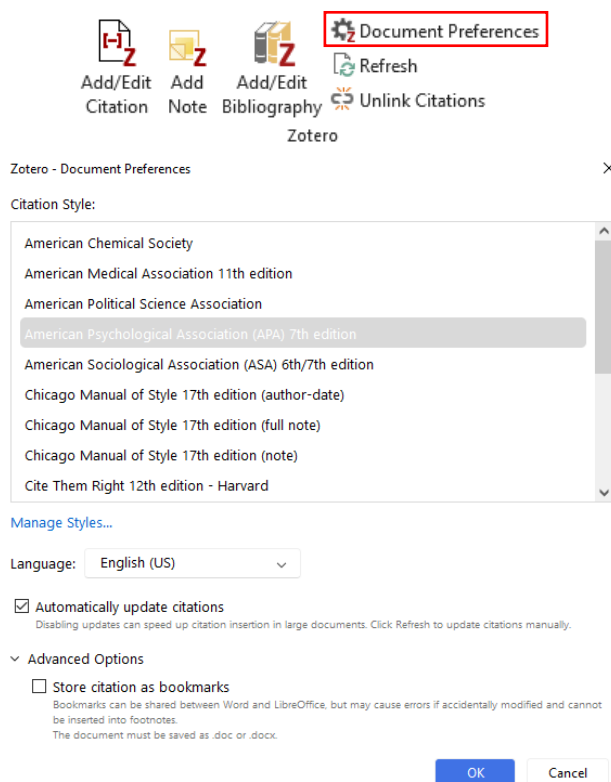 Add/Edit Citation
Add Note
Add/Edit Bibliography
Document Preferences
Refresh
Unlink Citations
Zotero
Zotero - Document Preferences
Citation Style:
American Chemical Society
American Medical Association 11th edition
American Political Science Association
American Psychological Association (APA) 7th edition
American Sociological Association (ASA) 6th/7th edition
Chicago Manual of Style 17th edition (author-date)
Chicago Manual of Style 17th edition (full note)
Chicago Manual of Style 17th edition (note)
Cite Them Right 12th edition - Harvard
Manage Styles...
Language: English (US)
Automatically update citations
Disabling updates can speed up citation insertion in large documents. Click Refresh to update citations manually.
Advanced Options
Store citation as bookmarks
Bookmarks can be shared between Word and LibreOffice, but may cause errors if accidentally modified and cannot
be inserted into footnotes.
The document must be saved as .doc or .docx.
OK Cancel